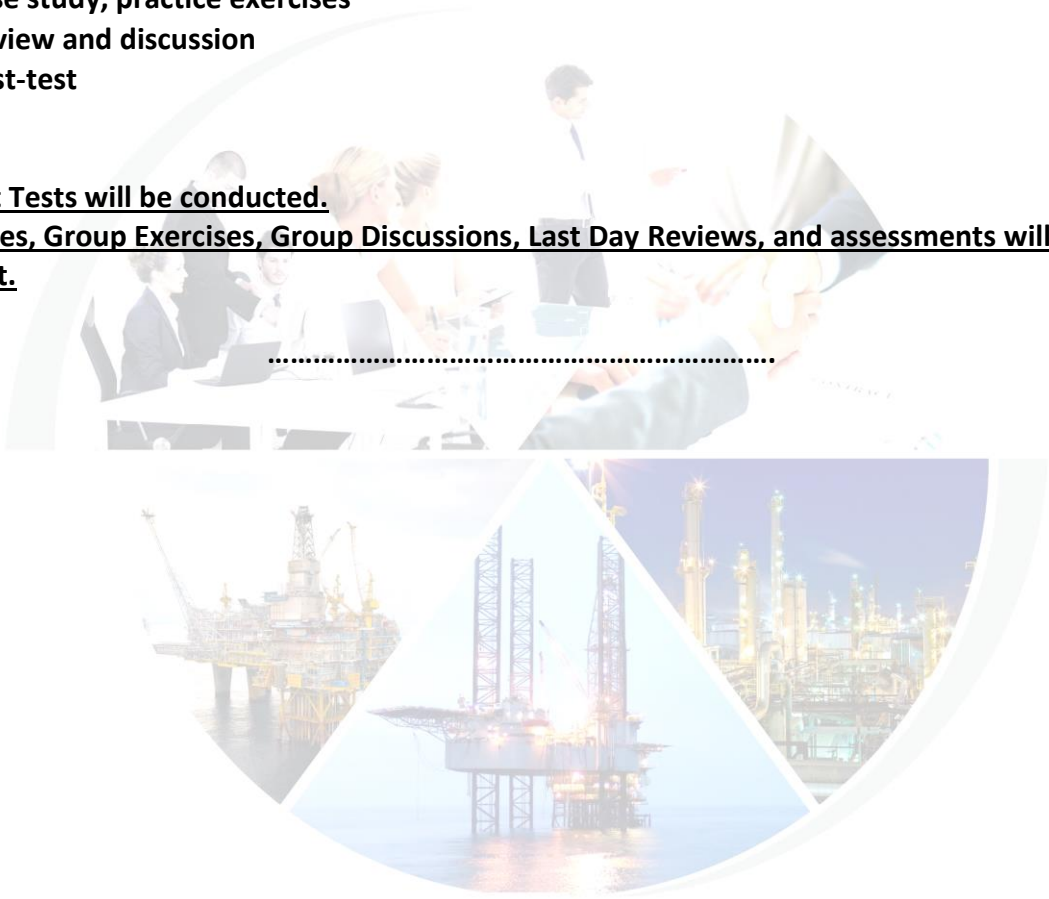 se study, practice exercises
view and discussion
st-test
t Tests will be conducted.
es, Group Exercises, Group Discussions, Last Day Reviews, and assessments will
t.
………………………………………………………….
CONTRACT